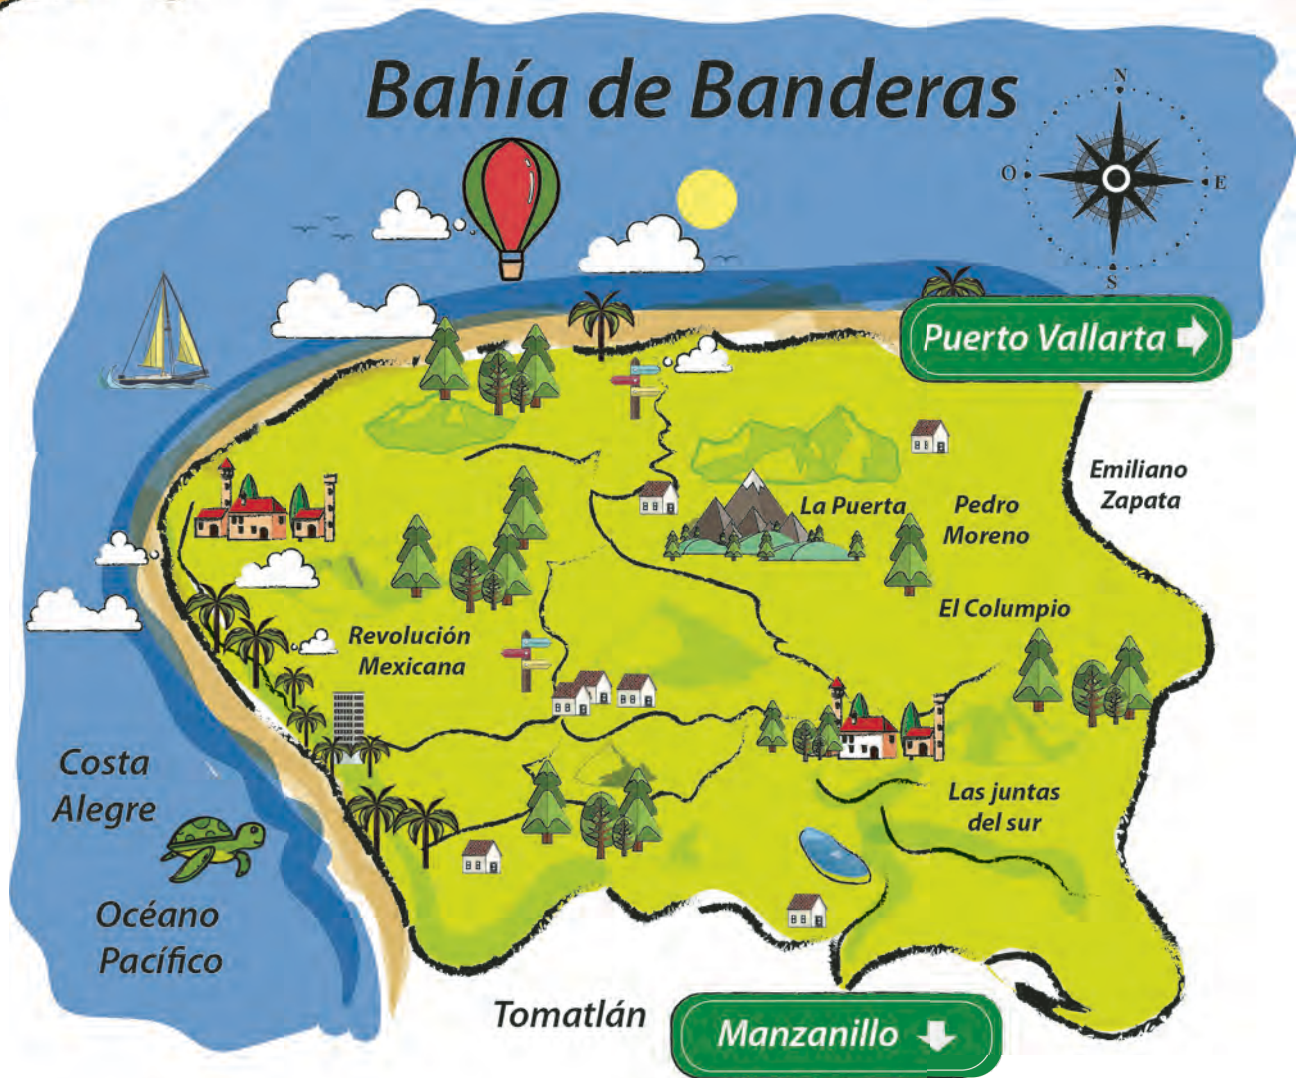 Bahía de Banderas
N
O
E
S
Puerto Vallarta
Emiliano
Zapata
La Puerta
Pedro
Moreno
El Columpio
Revolución
Mexicana
Costa
Alegre
Las juntas
del sur
Océano
Pacífico
Tomatlán
Manzanillo